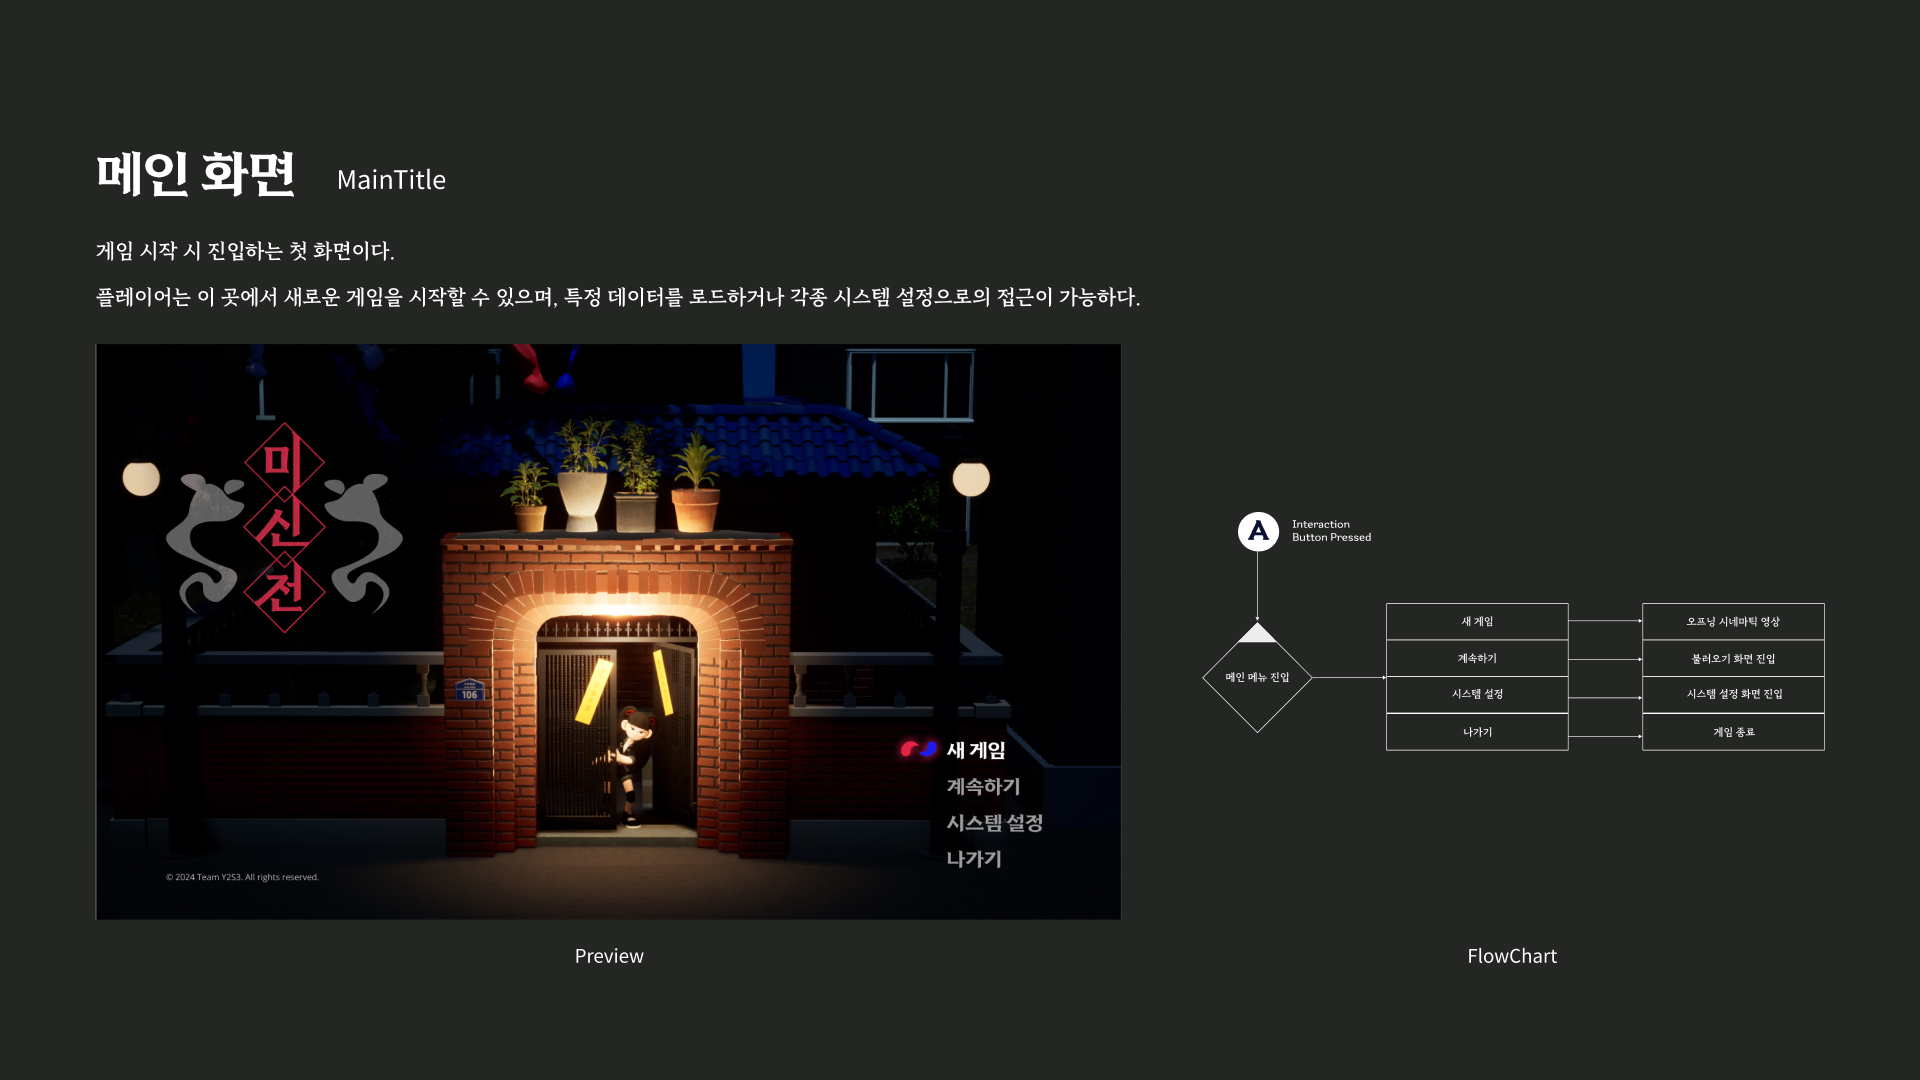 메인 화면
MainTitle
게임 시작 시 진입하는 첫 화면이다.
플레이어는 이 곳에서 새로운 게임을 시작할 수 있으며, 특정 데이터를 로드하거나 각종 시스템 설정으로의 접근이 가능하다.
미
신
전
106
새 게임
계속하기
시스템 설정
나가기
© 2024 Team Y2S3. All rights reserved.
Preview
A
Interaction
Button Pressed
메인 메뉴 진입
새 게임
오프닝 시네마틱 영상
계속하기
불러오기 화면 진입
시스템 설정
시스템 설정 화면 진입
나가기
게임 종료
FlowChart